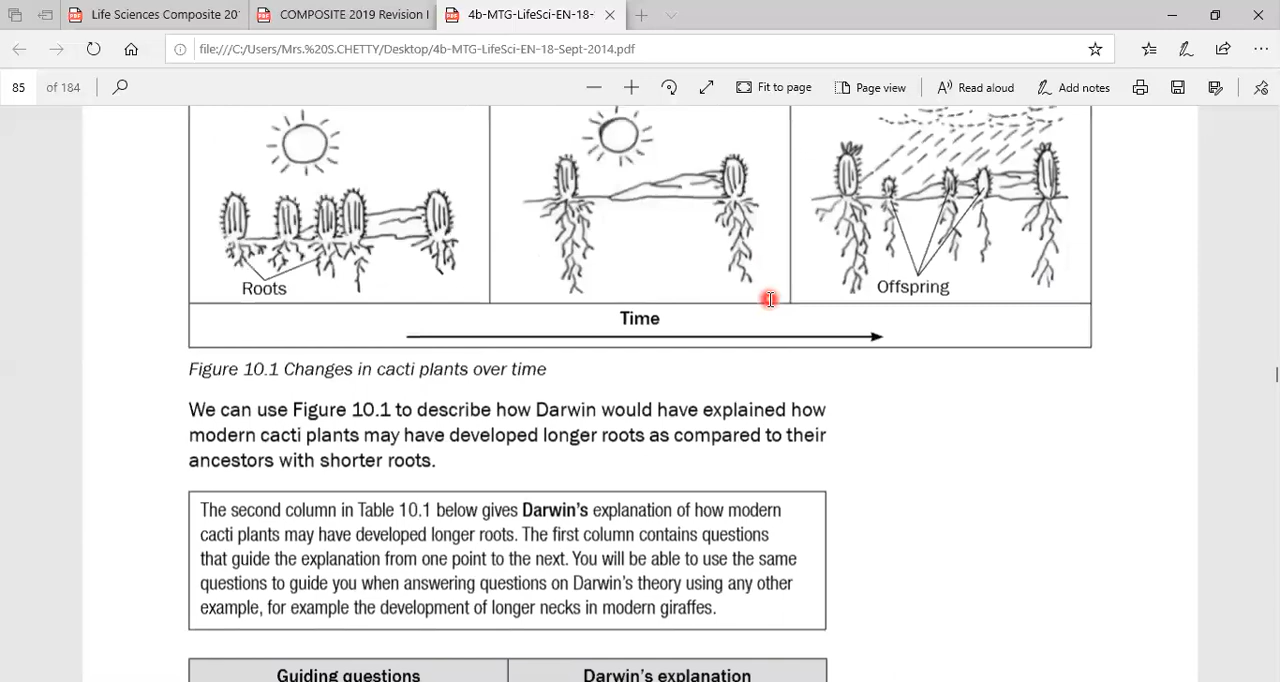 Life Sciences Composite 20
COMPOSITE 2019 Revision
4b-MTG-LifeSci-EN-18-
file:///C:/Users/Mrs.%20S.CHETTY/Desktop/4b-MTG-LifeSci-EN-18-Sept-2014.pdf
85 of 184
Fit to page
Page view
Read aloud
Add notes
Roots
Offspring
Time
Figure 10.1 Changes in cacti plants over time
We can use Figure 10.1 to describe how Darwin would have explained how
modern cacti plants may have developed longer roots as compared to their
ancestors with shorter roots.
The second column in Table 10.1 below gives Darwin's explanation of how modern
cacti plants may have developed longer roots. The first column contains questions
that guide the explanation from one point to the next. You will be able to use the same
questions to guide you when answering questions on Darwin's theory using any other
example, for example the development of longer necks in modern giraffes.
Guiding questions
Darwin's explanation